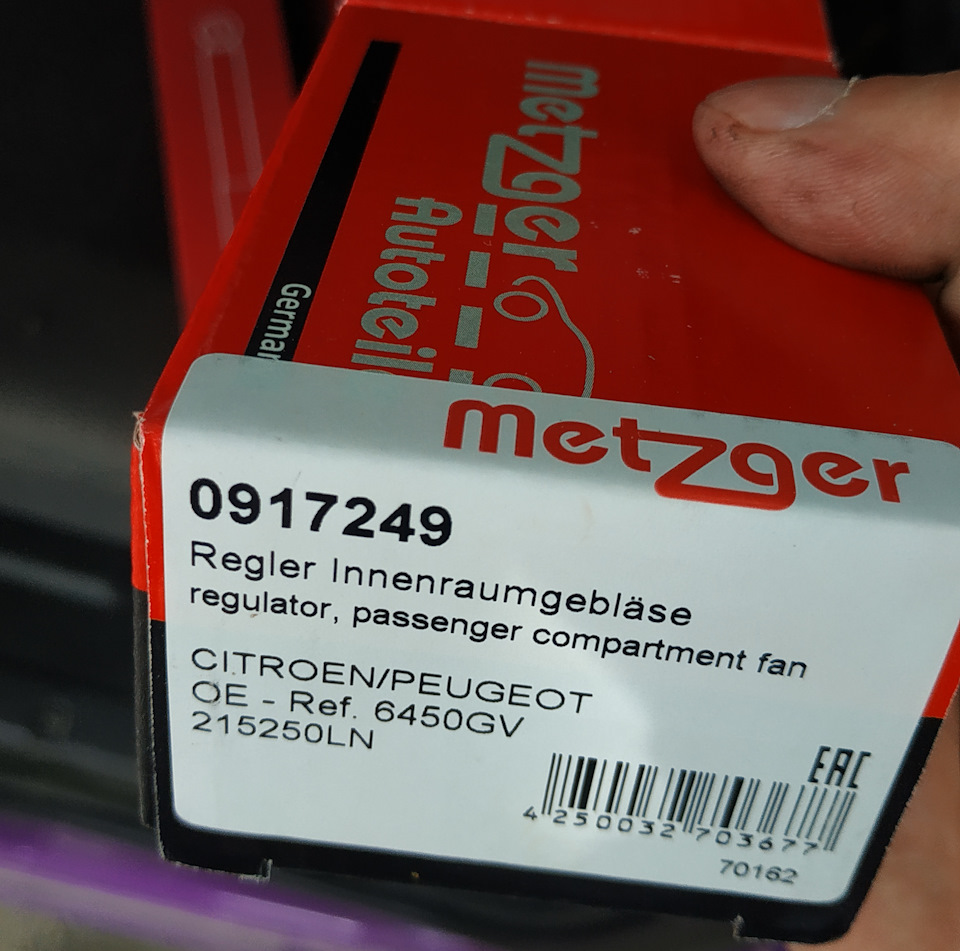 metzger
Autoteil
German
metzger
0917249
Regler Innenraumgebläse
regulator, passenger compartment fan
CITROEN/PEUGEOT
OE - Ref. 6450GV
215250LN
EAC
4 250032 703677
70162